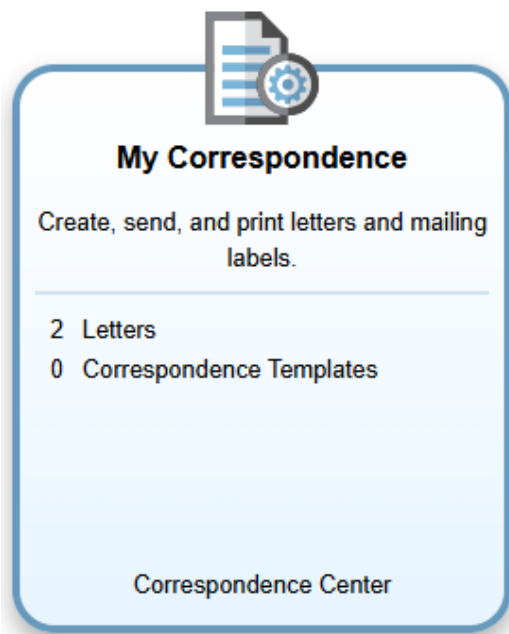 My Correspondence
Create, send, and print letters and mailing
labels.
2 Letters
0 Correspondence Templates
Correspondence Center